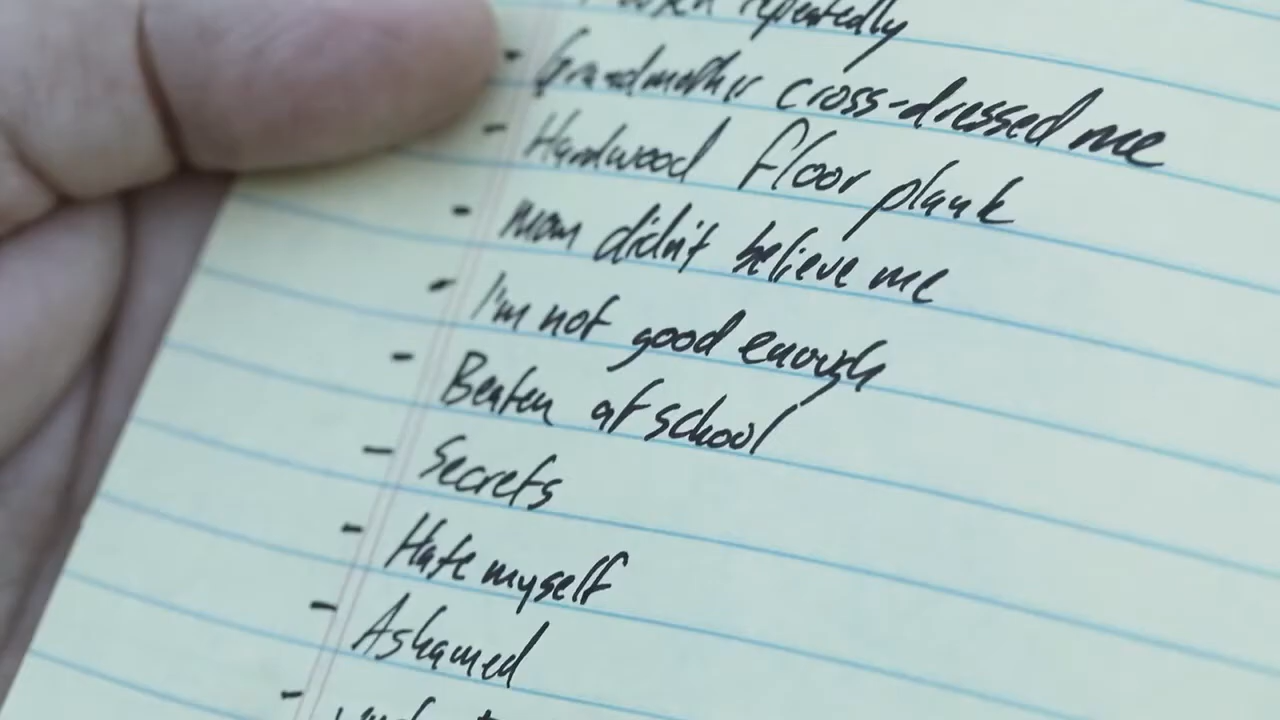 repeatedly
- Grandmother cross-dressed me
- Hardwood floor plank
- Mom didn't believe me
- I'm not good enough
- Beaten at school
- Secrets
- Hate myself
- Ashamed
-